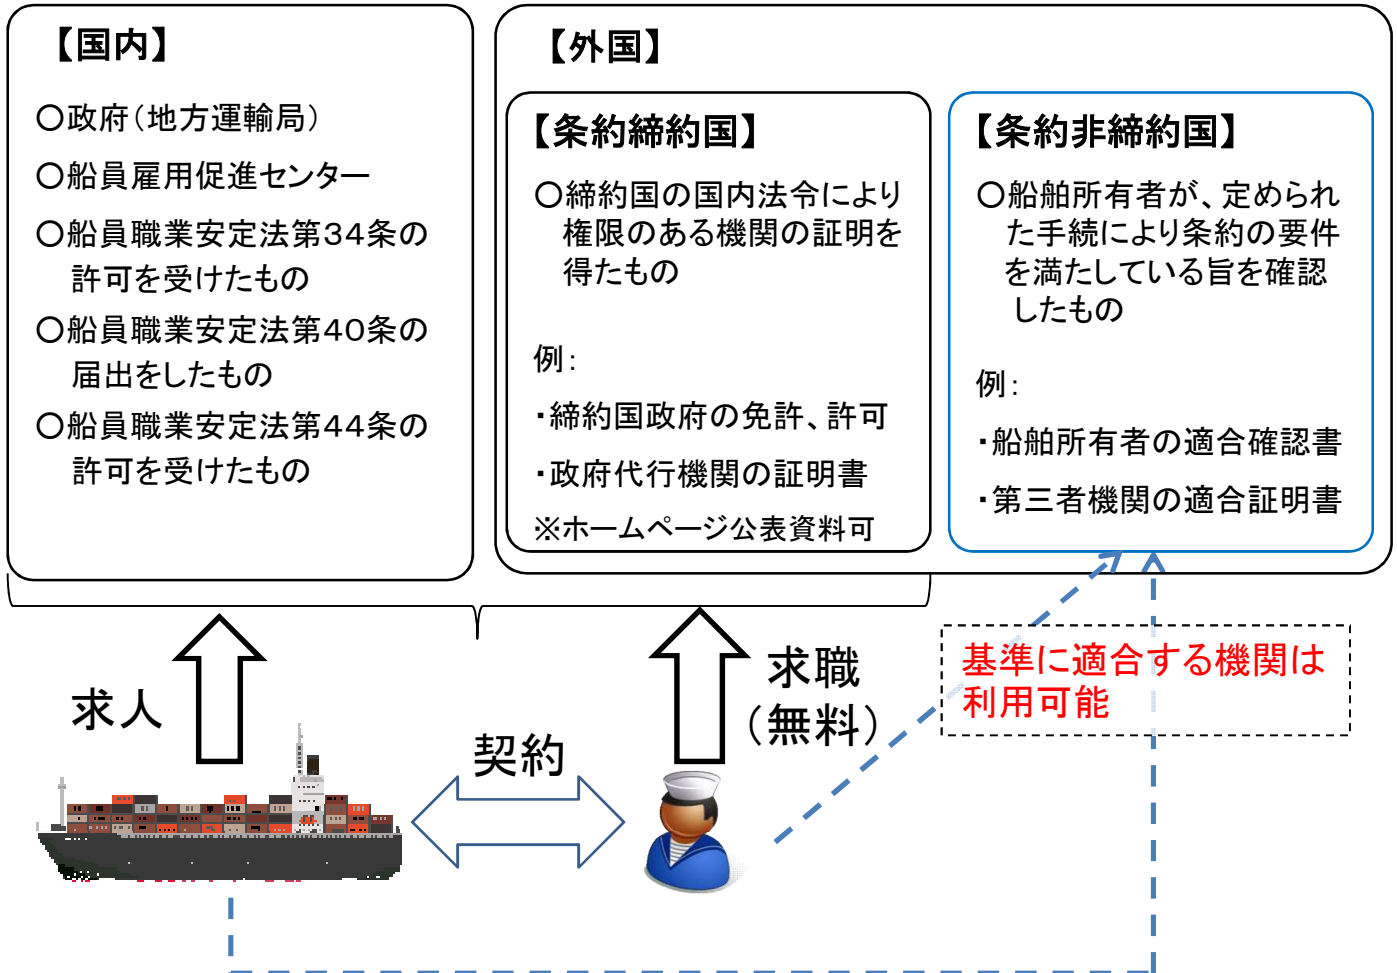 【国内】
○政府(地方運輸局)
○船員雇用促進センター
○船員職業安定法第34条の
許可を受けたもの
○船員職業安定法第40条の
届出をしたもの
○船員職業安定法第44条の
許可を受けたもの
【外国】
【条約締約国】
○締約国の国内法令により
権限のある機関の証明を
得たもの
例:
・締約国政府の免許、許可
・政府代行機関の証明書
※ホームページ公表資料可
【条約非締約国】
○船舶所有者が、定められ
た手続により条約の要件
を満たしている旨を確認
したもの
例:
・船舶所有者の適合確認書
・第三者機関の適合証明書
求人
契約
求職
(無料)
基準に適合する機関は
利用可能